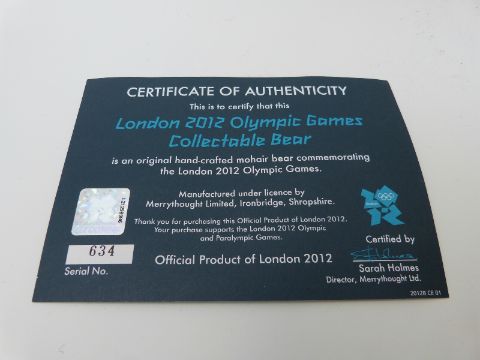 CERTIFICATE OF AUTHENTICITY
This is to certify that this
London 2012 Olympic Games
Collectable Bear
is an original hand-crafted mohair bear commemorating
the London 2012 Olympic Games.
Manufactured under licence by
Merrythought Limited, Ironbridge, Shropshire.
Thank you for purchasing this Official Product of London 2012.
Your purchase supports the London 2012 Olympic
and Paralympic Games.
634
Serial No.
Official Product of London 2012
Certified by
Sarah Holmes
Director, Merrythought Ltd.
2012B CE 01